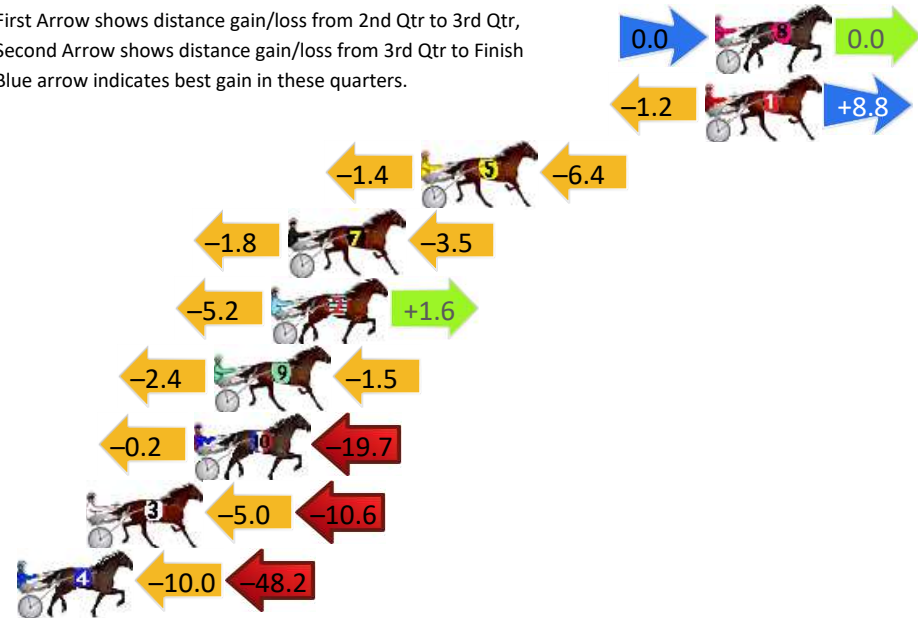 First Arrow shows distance gain/loss from 2nd Qtr to 3rd Qtr,
Second Arrow shows distance gain/loss from 3rd Qtr to Finish
Blue arrow indicates best gain in these quarters.
0.0 8 0.0
–1.2 1 +8.8
–1.4 5 –6.4
–1.8 7 –3.5
–5.2 2 +1.6
–2.4 9 –1.5
–0.2 10 –19.7
3 –5.0 –10.6
4 –10.0 –48.2